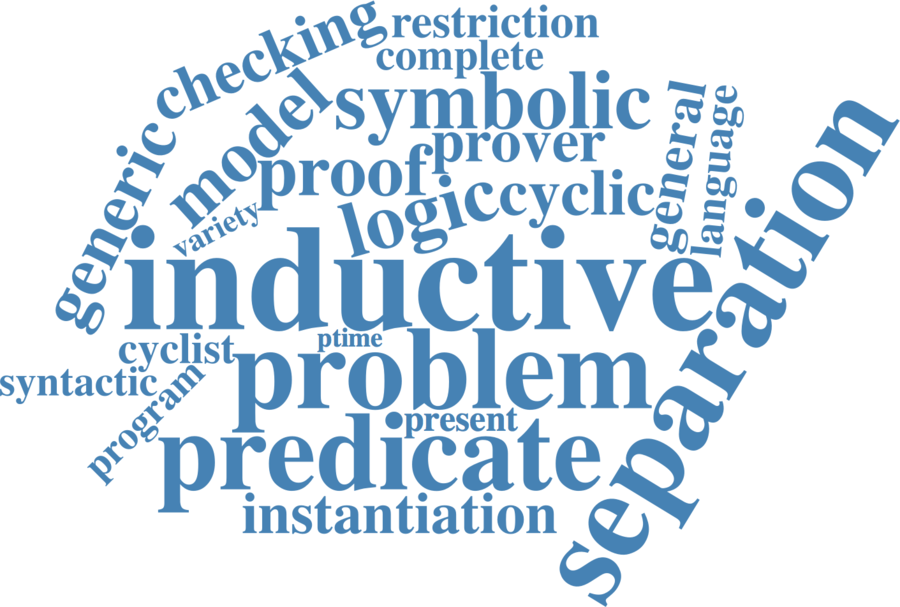 restriction
checking
complete
symbolic
model
prover
generic
proof
general
language
logic
cyclic
variety
inductive
separation
ptime
cyclist
problem
syntactic
program
present
predicate
instantiation